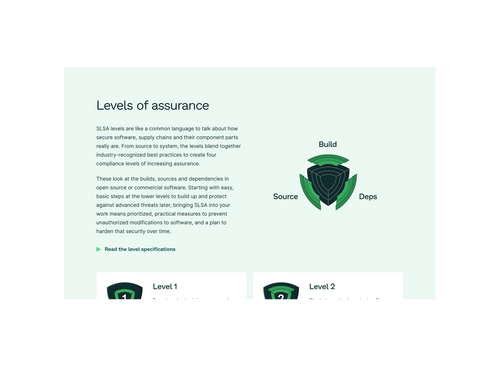 Levels of assurance
SLSA levels are like a common language to talk about how
secure software, supply chains and their component parts
really are. From source to system, the levels blend together
industry-recognized best practices to create four
compliance levels of increasing assurance.
These look at the builds, sources and dependencies in
open source or commercial software. Starting with easy,
basic steps at the lower levels to build up and protect
against advanced threats later, bringing SLSA into your
work means prioritized, practical measures to prevent
unauthorized modifications to software, and a plan to
harden that security over time.
Read the level specifications
Build
Source
Deps
1
Level 1
2
Level 2